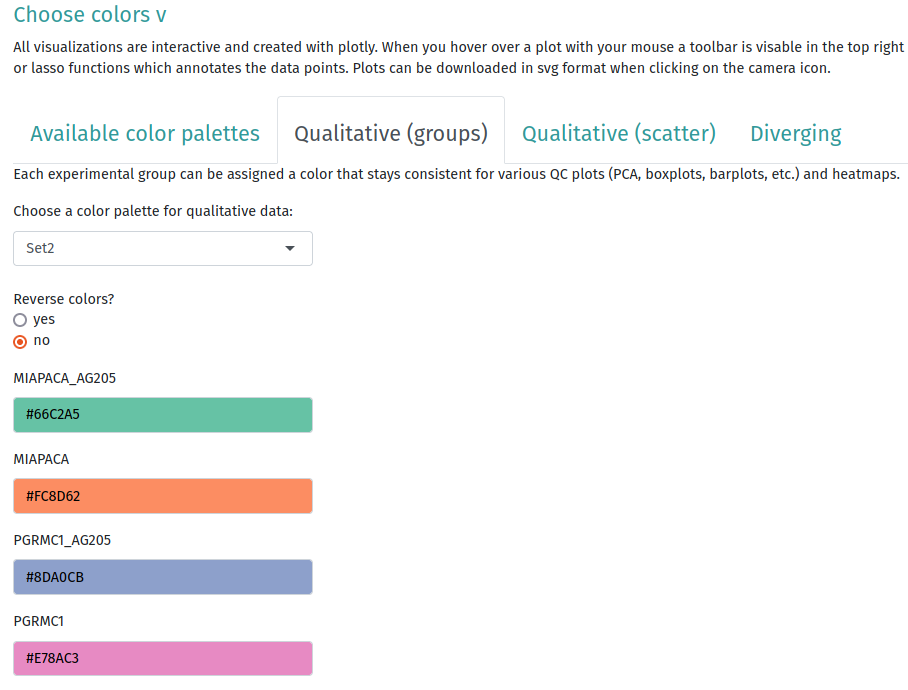 Choose colors v
All visualizations are interactive and created with plotly. When you hover over a plot with your mouse a toolbar is visable in the top right
or lasso functions which annotates the data points. Plots can be downloaded in svg format when clicking on the camera icon.
Available color palettes
Qualitative (groups)
Qualitative (scatter)
Diverging
Each experimental group can be assigned a color that stays consistent for various QC plots (PCA, boxplots, barplots, etc.) and heatmaps.
Choose a color palette for qualitative data:
Set2
Reverse colors?
yes
no
MIAPACA_AG205
#66C2A5
MIAPACA
#FC8D62
PGRMC1_AG205
#8DA0CB
PGRMC1
#E78AC3